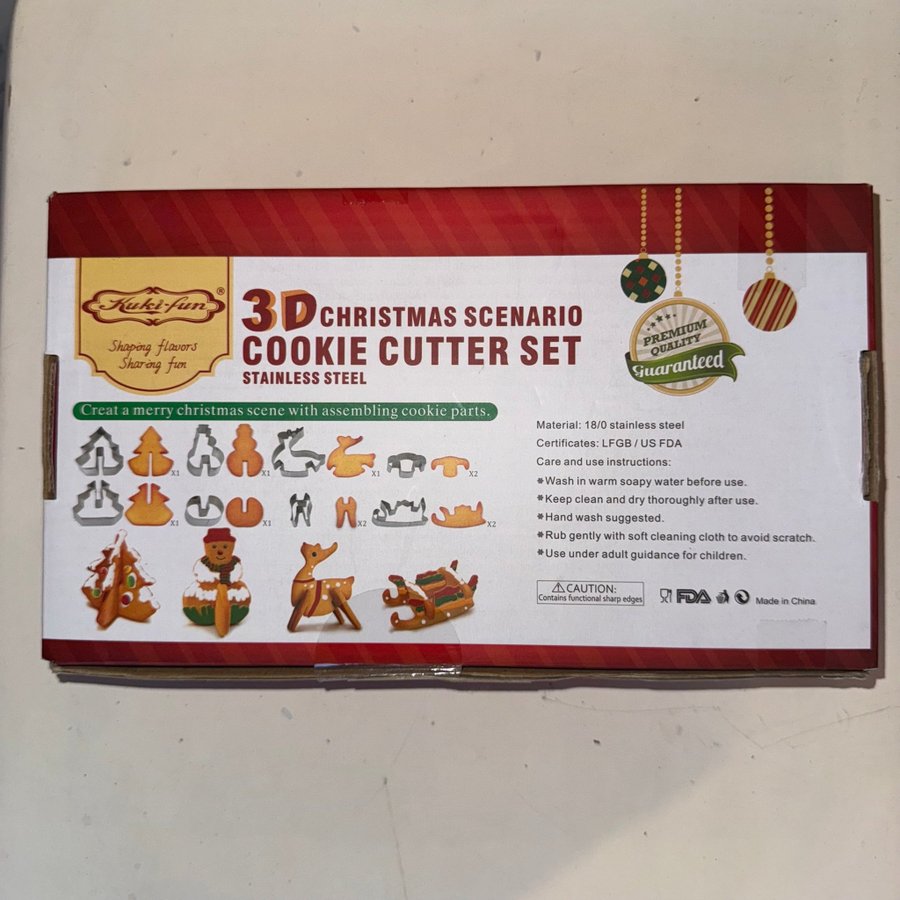 Kuki-fun®
Shaping flavors
Sharing fun
3D CHRISTMAS SCENARIO
COOKIE CUTTER SET
STAINLESS STEEL
PREMIUM
QUALITY
Guaranteed
Creat a merry christmas scene with assembling cookie parts.
X1 X1 X1 X2
X1 X1 X2 X2
Material: 18/0 stainless steel
Certificates: LFGB / US FDA
Care and use instructions:
*Wash in warm soapy water before use.
*Keep clean and dry thoroughly after use.
*Hand wash suggested.
*Rub gently with soft cleaning cloth to avoid scratch.
*Use under adult guidance for children.
⚠CAUTION:
Contains functional sharp edges
FDA
Made in China